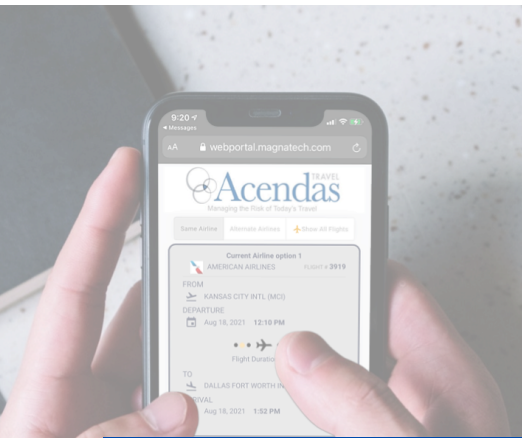 9:20
Messages
AA webportal.magnatech.com
Acendas
TRAVEL
Managing the Risk of Today's Travel
Same Airline Alternate Airlines Show All Flights
Current Airline option 1
AMERICAN AIRLINES FLIGHT # 3919
FROM
KANSAS CITY INTL (MCI)
DEPARTURE
Aug 18, 2021 12:10 PM
Flight
TO
DALLAS FORT WORTH
Aug 18, 2021 1:52 PM